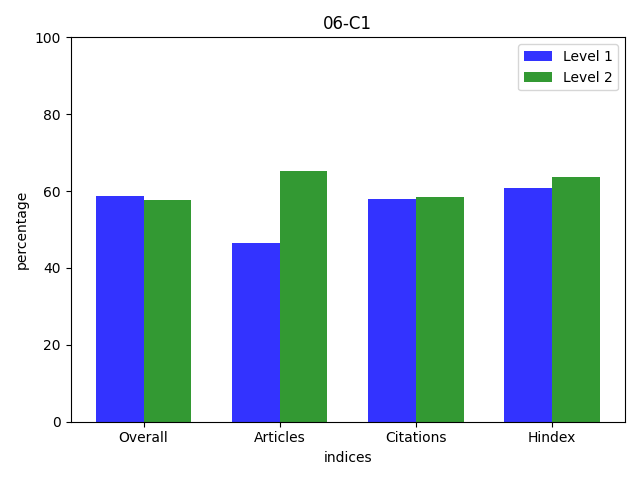 06-C1
100
80
60
40
20
0
percentage
Level 1
Level 2
Overall
Articles
Citations
Hindex
indices